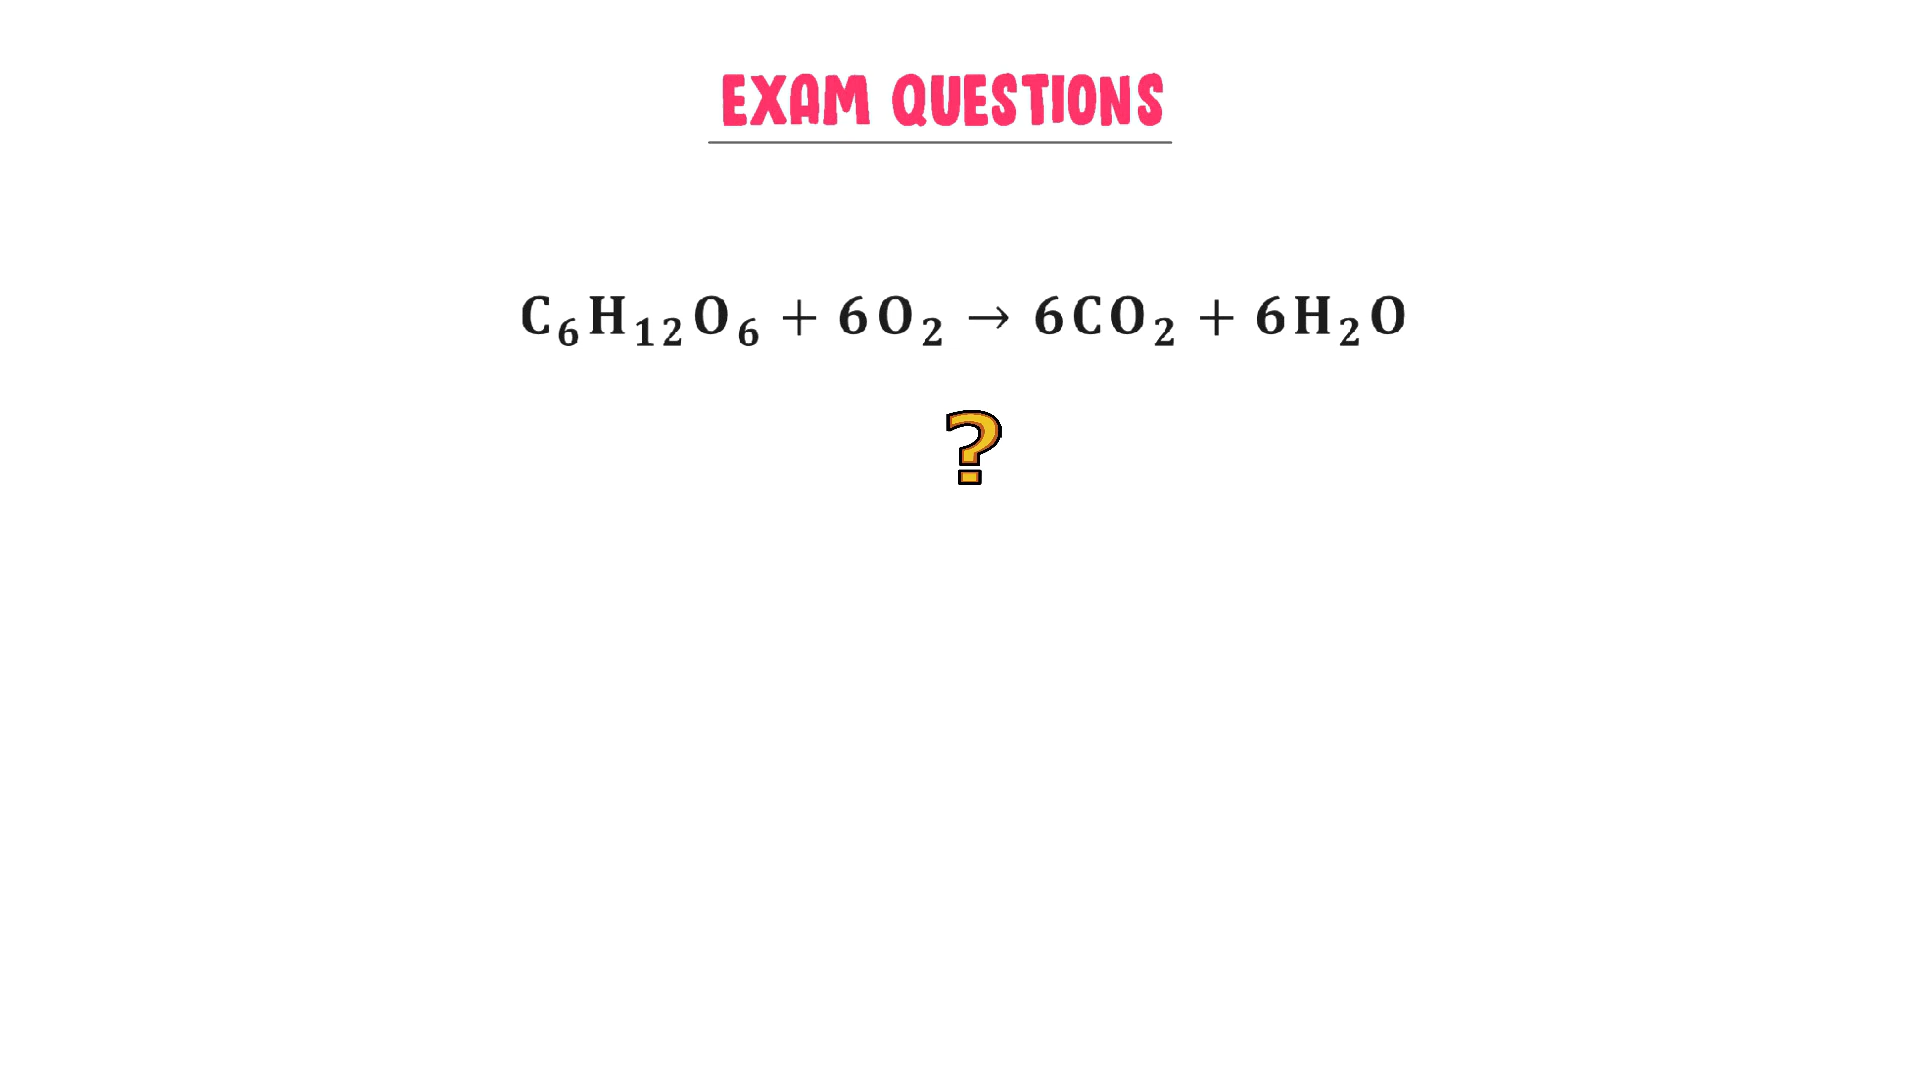 EXAM QUESTIONS
C₆H₁₂O₆ + 6O₂ → 6CO₂ + 6H₂O
?